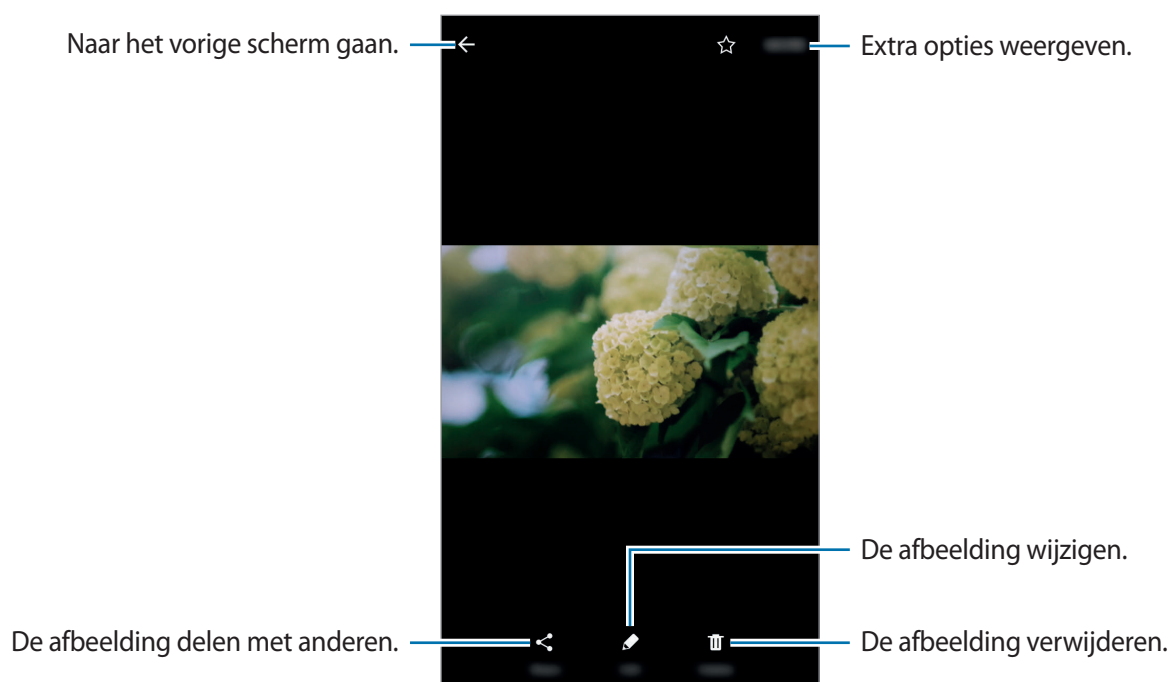 Naar het vorige scherm gaan.
Extra opties weergeven.
De afbeelding wijzigen.
De afbeelding delen met anderen.
De afbeelding verwijderen.